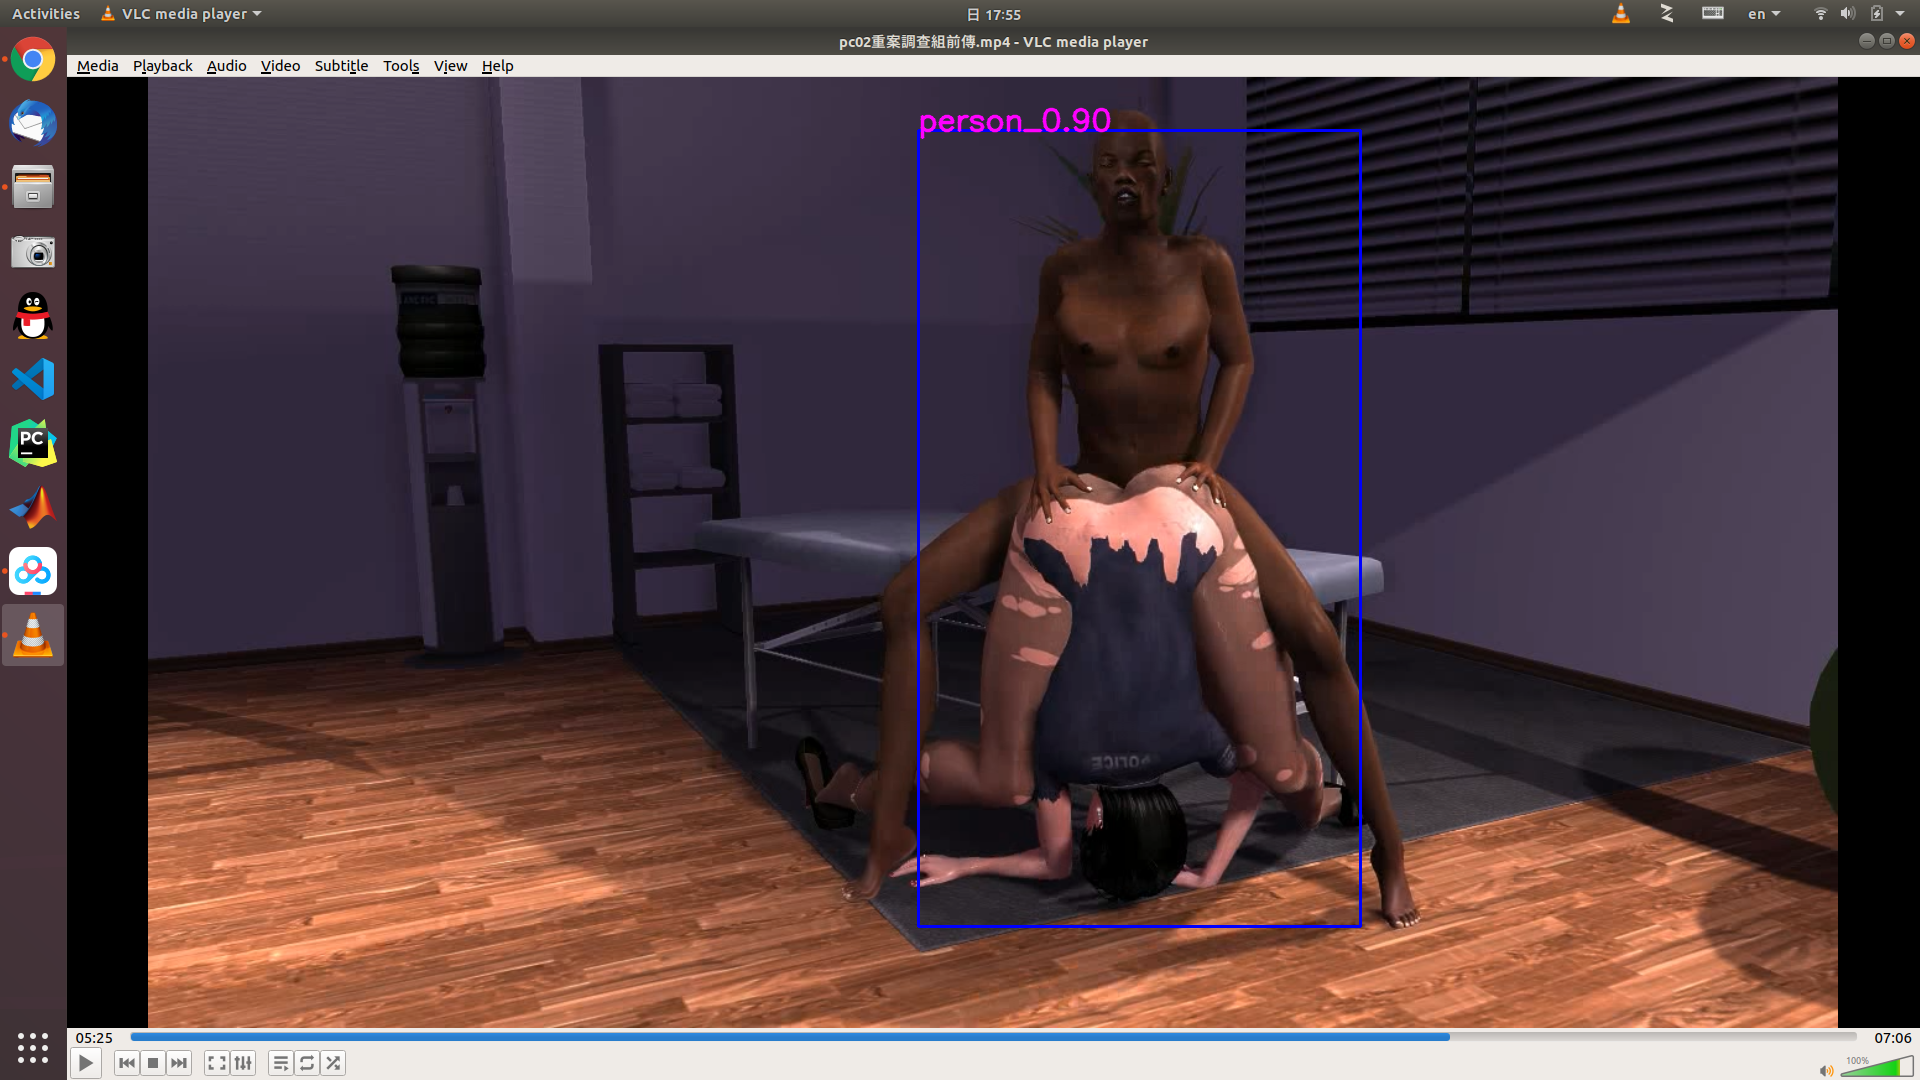 Activities
VLC media player
日 17:55
en
pc02重案調查組前傳.mp4 - VLC media player
Media Playback Audio Video Subtitle Tools View Help
person_0.90
PC
POLICE
05:25
07:06
100%